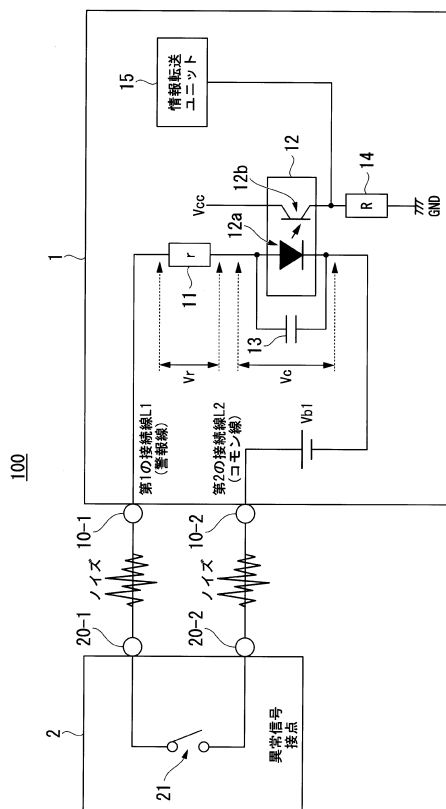 100
1
2
異常信号
接点
21
20-1
20-2
ノイズ
ノイズ
10-1
10-2
第1の接続線L1
(警報線)
第2の接続線L2
(コモン線)
Vr
r
11
Vc
13
Vb1
12a
12b
12
Vcc
15
情報転送
ユニット
R
14
GND